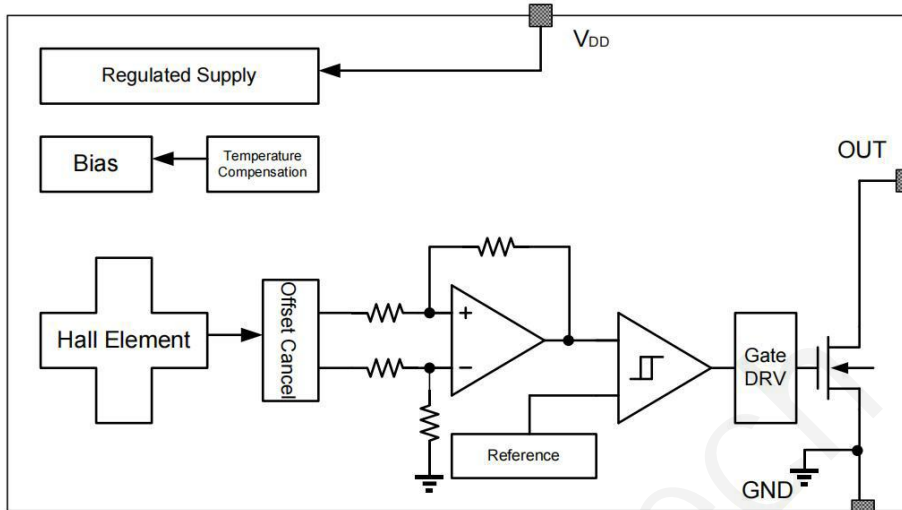 VDD
Regulated Supply
Bias
Temperature
Compensation
OUT
Hall Element
Offset Cancel
+
−
Gate
DRV
Reference
GND